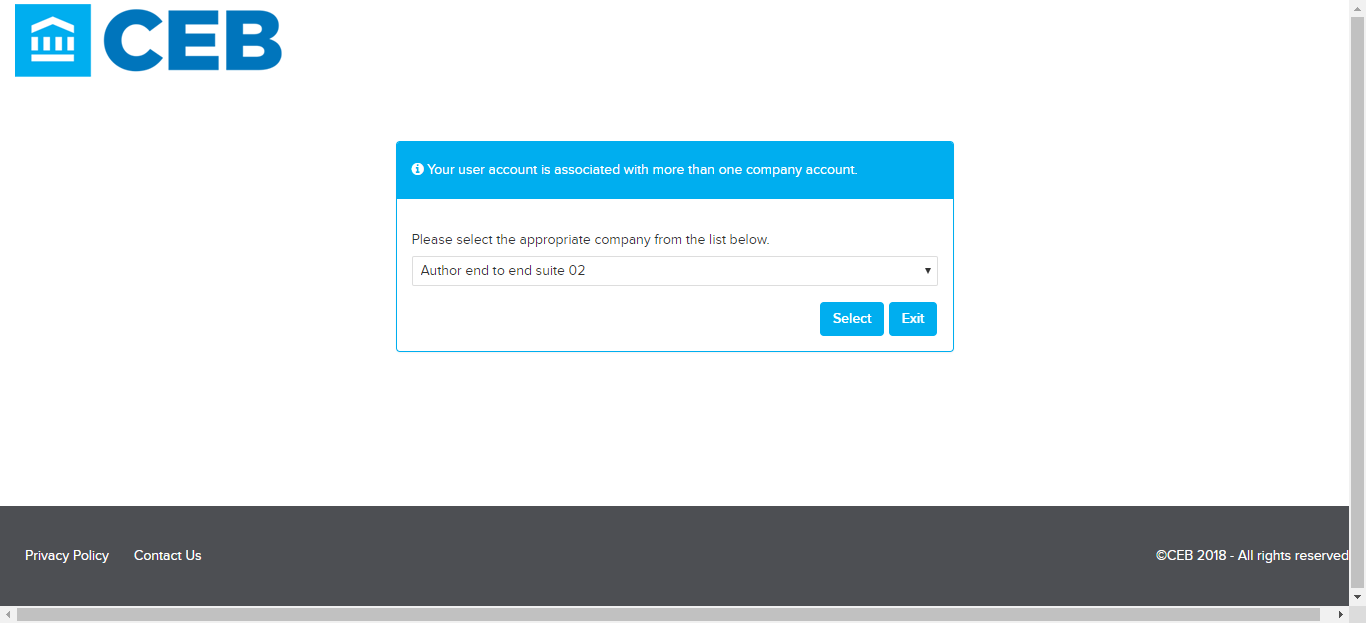 CEB
Your user account is associated with more than one company account.
Please select the appropriate company from the list below.
Author end to end suite 02
Select Exit
Privacy Policy Contact Us ©CEB 2018 - All rights reserved